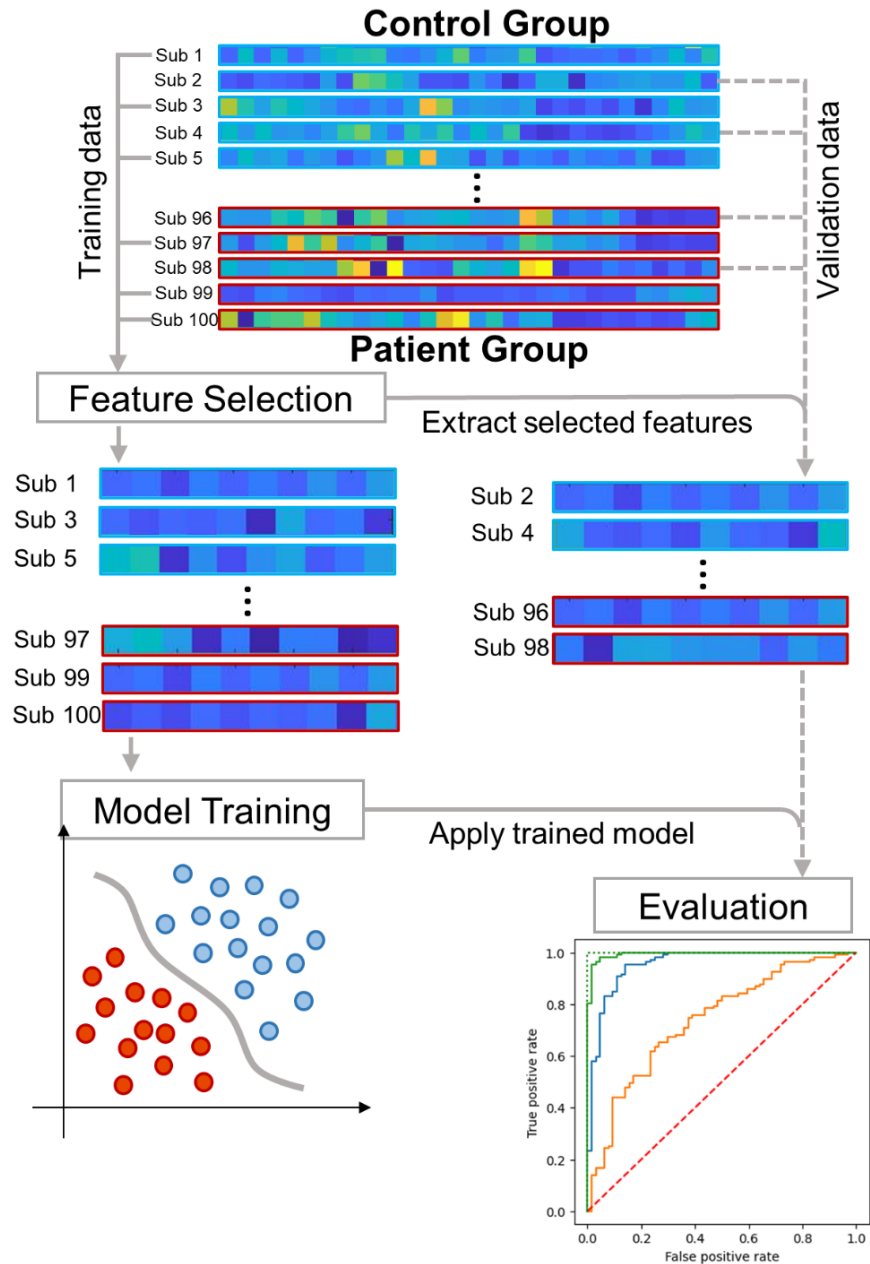 Control Group
Sub 1
Sub 2
Sub 3
Sub 4
Sub 5
Training data
Validation data
Sub 96
Sub 97
Sub 98
Sub 99
Sub 100
Patient Group
Feature Selection
Extract selected features
Sub 1
Sub 3
Sub 5
Sub 97
Sub 99
Sub 100
Sub 2
Sub 4
Sub 96
Sub 98
Model Training
Apply trained model
Evaluation
1.0
0.8
0.6
0.4
0.2
0.0
True positive rate
0.0 0.2 0.4 0.6 0.8 1.0
False positive rate